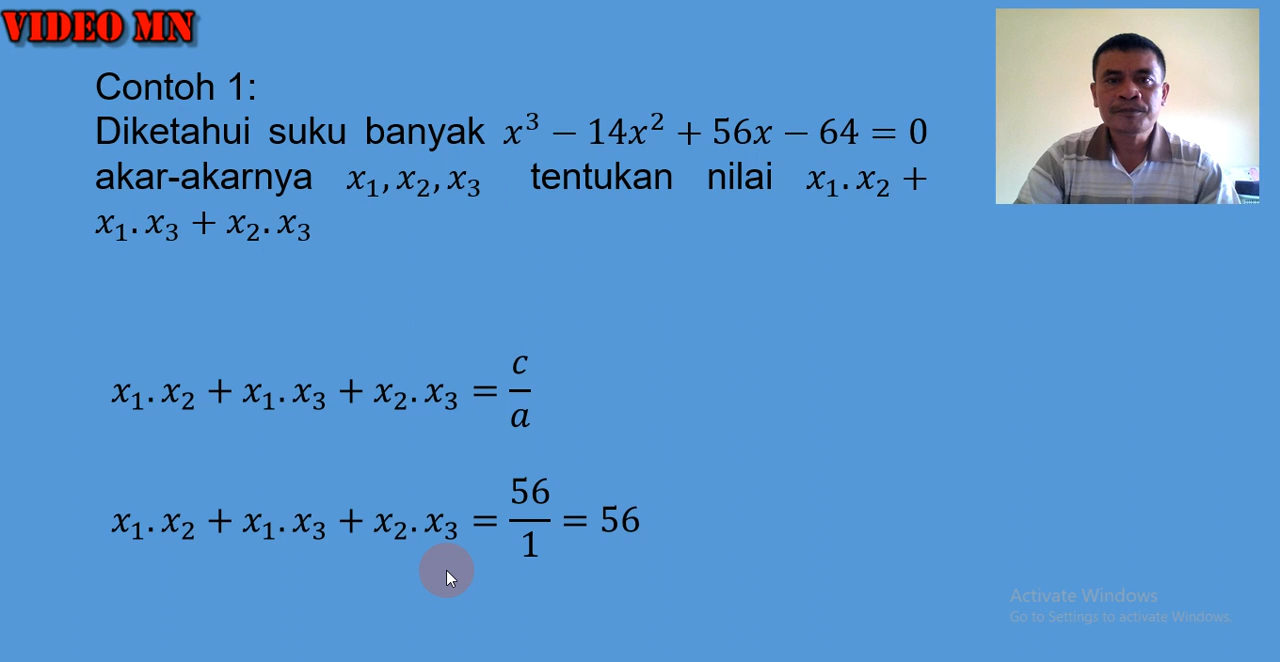 VIDEO MN
Contoh 1:
Diketahui suku banyak x³ − 14x² + 56x − 64 = 0
akar-akarnya x₁, x₂, x₃ tentukan nilai x₁. x₂ +
x₁. x₃ + x₂. x₃
x₁. x₂ + x₁. x₃ + x₂. x₃ = c/a
x₁. x₂ + x₁. x₃ + x₂. x₃ = 56/1 = 56
Activate Windows
Go to Settings to activate Windows.